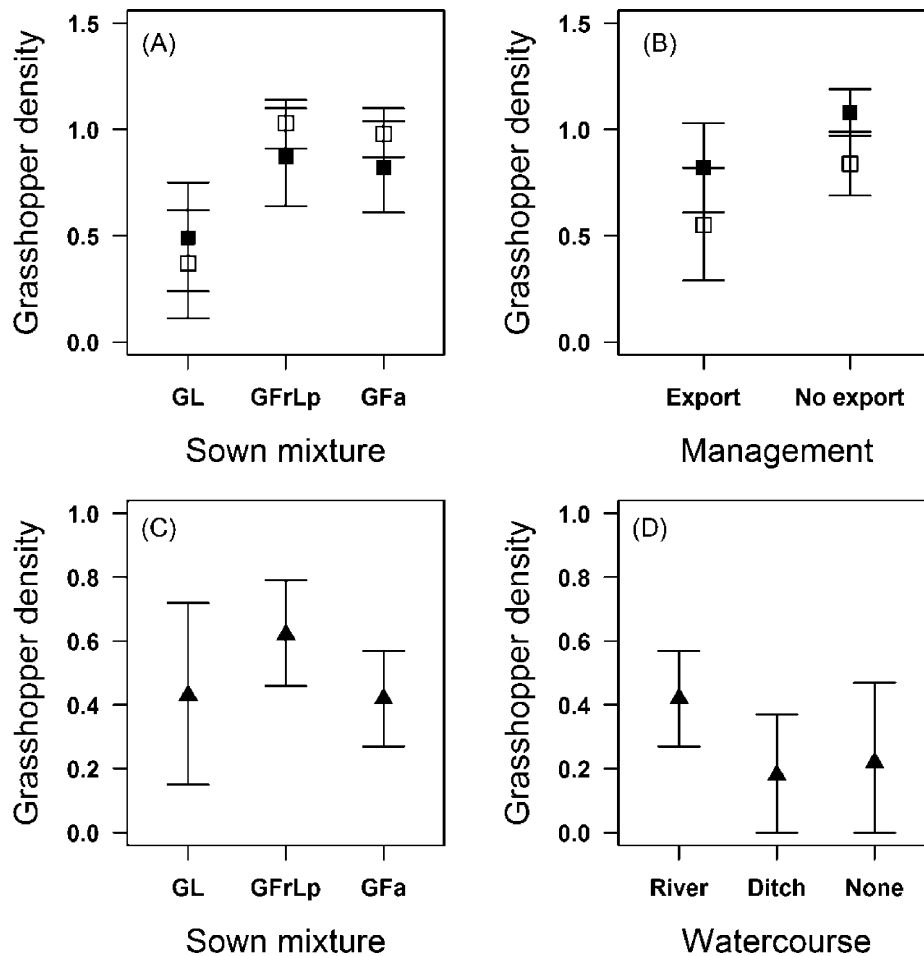 (A)
Grasshopper density
1.5
1.0
0.5
0.0
GL GFrLp GFa
Sown mixture
(B)
Grasshopper density
1.5
1.0
0.5
0.0
Export No export
Management
(C)
Grasshopper density
1.0
0.8
0.6
0.4
0.2
0.0
GL GFrLp GFa
Sown mixture
(D)
Grasshopper density
1.0
0.8
0.6
0.4
0.2
0.0
River Ditch None
Watercourse